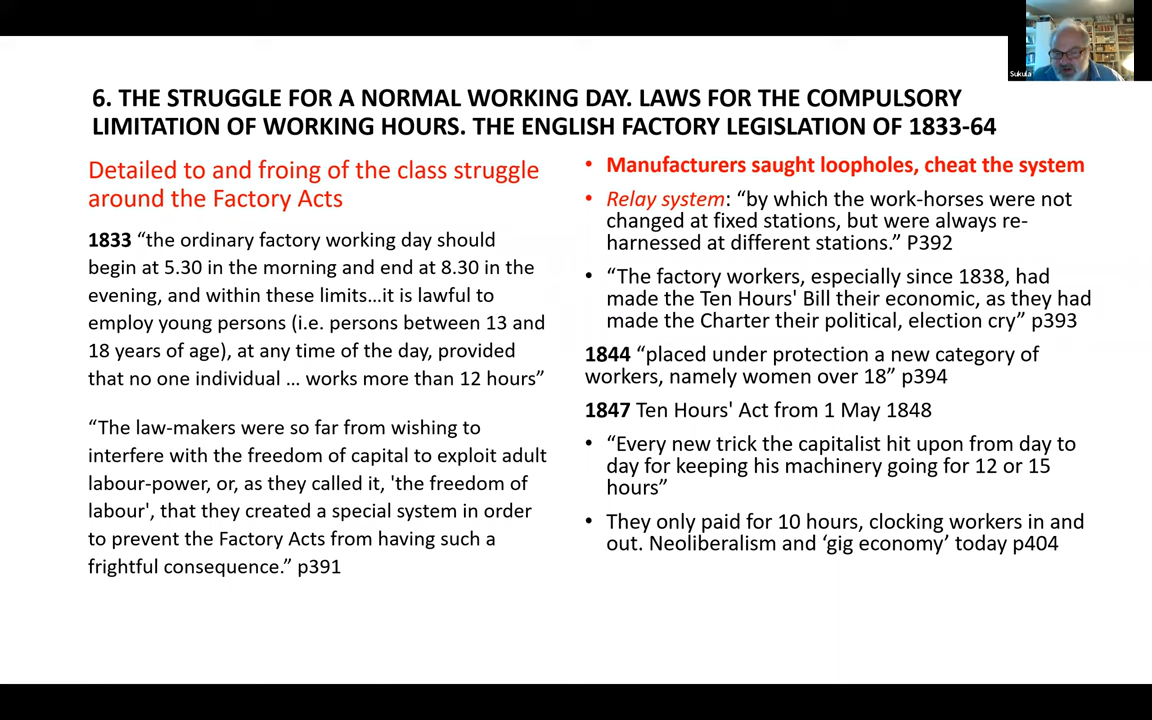 Sukula
6. THE STRUGGLE FOR A NORMAL WORKING DAY. LAWS FOR THE COMPULSORY
LIMITATION OF WORKING HOURS. THE ENGLISH FACTORY LEGISLATION OF 1833-64
Detailed to and froing of the class struggle
around the Factory Acts
1833 “the ordinary factory working day should
begin at 5.30 in the morning and end at 8.30 in the
evening, and within these limits…it is lawful to
employ young persons (i.e. persons between 13 and
18 years of age), at any time of the day, provided
that no one individual … works more than 12 hours”
“The law-makers were so far from wishing to
interfere with the freedom of capital to exploit adult
labour-power, or, as they called it, 'the freedom of
labour', that they created a special system in order
to prevent the Factory Acts from having such a
frightful consequence.” p391
• Manufacturers saught loopholes, cheat the system
• Relay system: “by which the work-horses were not
changed at fixed stations, but were always re-
harnessed at different stations.” P392
• “The factory workers, especially since 1838, had
made the Ten Hours' Bill their economic, as they had
made the Charter their political, election cry” p393
1844 “placed under protection a new category of
workers, namely women over 18” p394
1847 Ten Hours' Act from 1 May 1848
• “Every new trick the capitalist hit upon from day to
day for keeping his machinery going for 12 or 15
hours”
• They only paid for 10 hours, clocking workers in and
out. Neoliberalism and ‘gig economy’ today p404